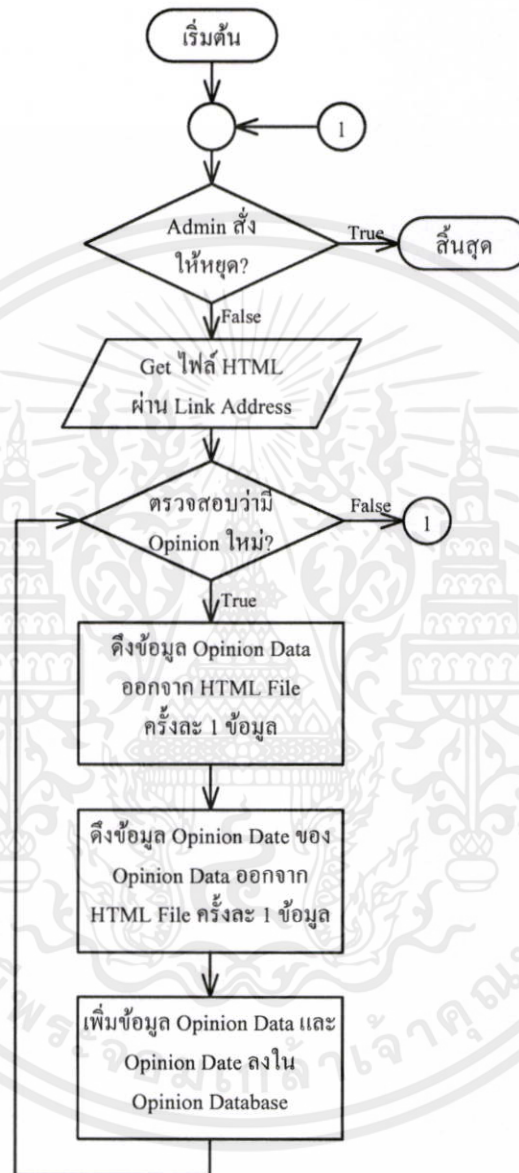 เริ่มต้น
1
Admin สั่ง
ให้หยุด?
True
สิ้นสุด
False
Get ไฟล์ HTML
ผ่าน Link Address
ตรวจสอบว่ามี
Opinion ใหม่?
False
1
True
ดึงข้อมูล Opinion Data
ออกจาก HTML File
ครั้งละ 1 ข้อมูล
ดึงข้อมูล Opinion Date ของ
Opinion Data ออกจาก
HTML File ครั้งละ 1 ข้อมูล
เพิ่มข้อมูล Opinion Data และ
Opinion Date ลงใน
Opinion Database